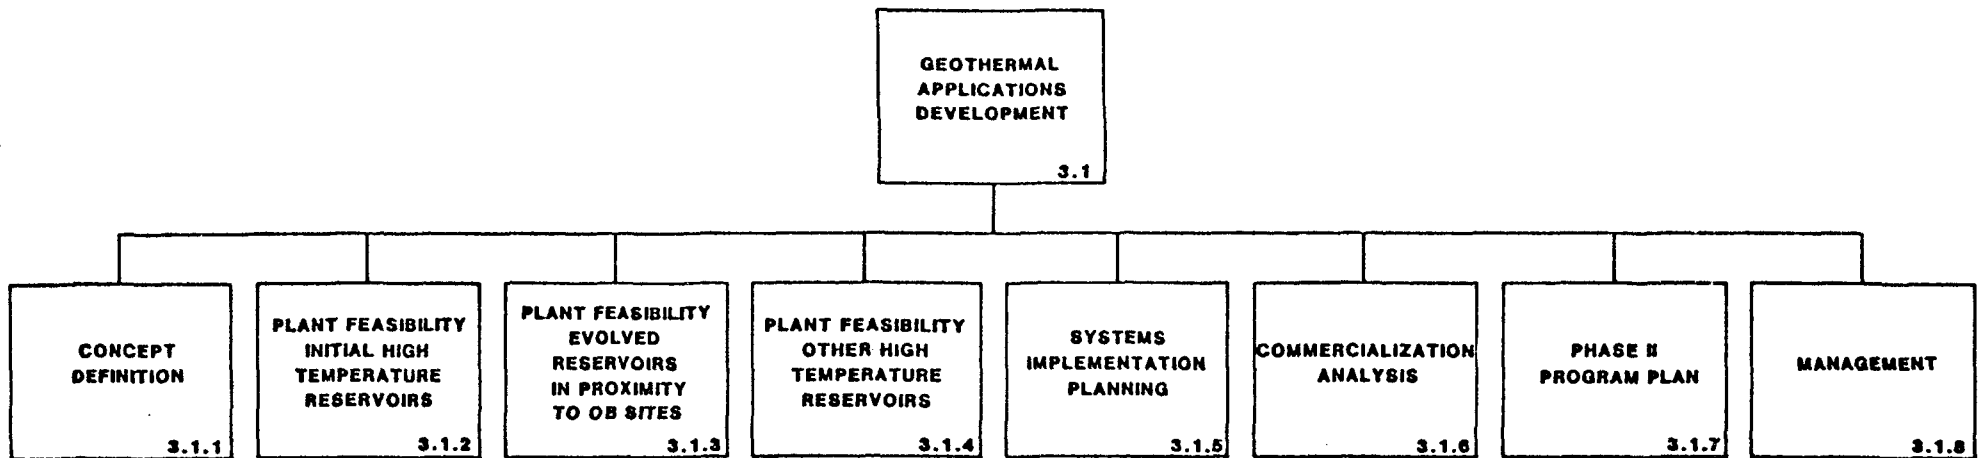 GEOTHERMAL
APPLICATIONS
DEVELOPMENT
3.1
CONCEPT
DEFINITION
3.1.1
PLANT FEASIBILITY
INITIAL HIGH
TEMPERATURE
RESERVOIRS
3.1.2
PLANT FEASIBILITY
EVOLVED
RESERVOIRS
IN PROXIMITY
TO OB SITES
3.1.3
PLANT FEASIBILITY
OTHER HIGH
TEMPERATURE
RESERVOIRS
3.1.4
SYSTEMS
IMPLEMENTATION
PLANNING
3.1.5
COMMERCIALIZATION
ANALYSIS
3.1.6
PHASE II
PROGRAM PLAN
3.1.7
MANAGEMENT
3.1.8